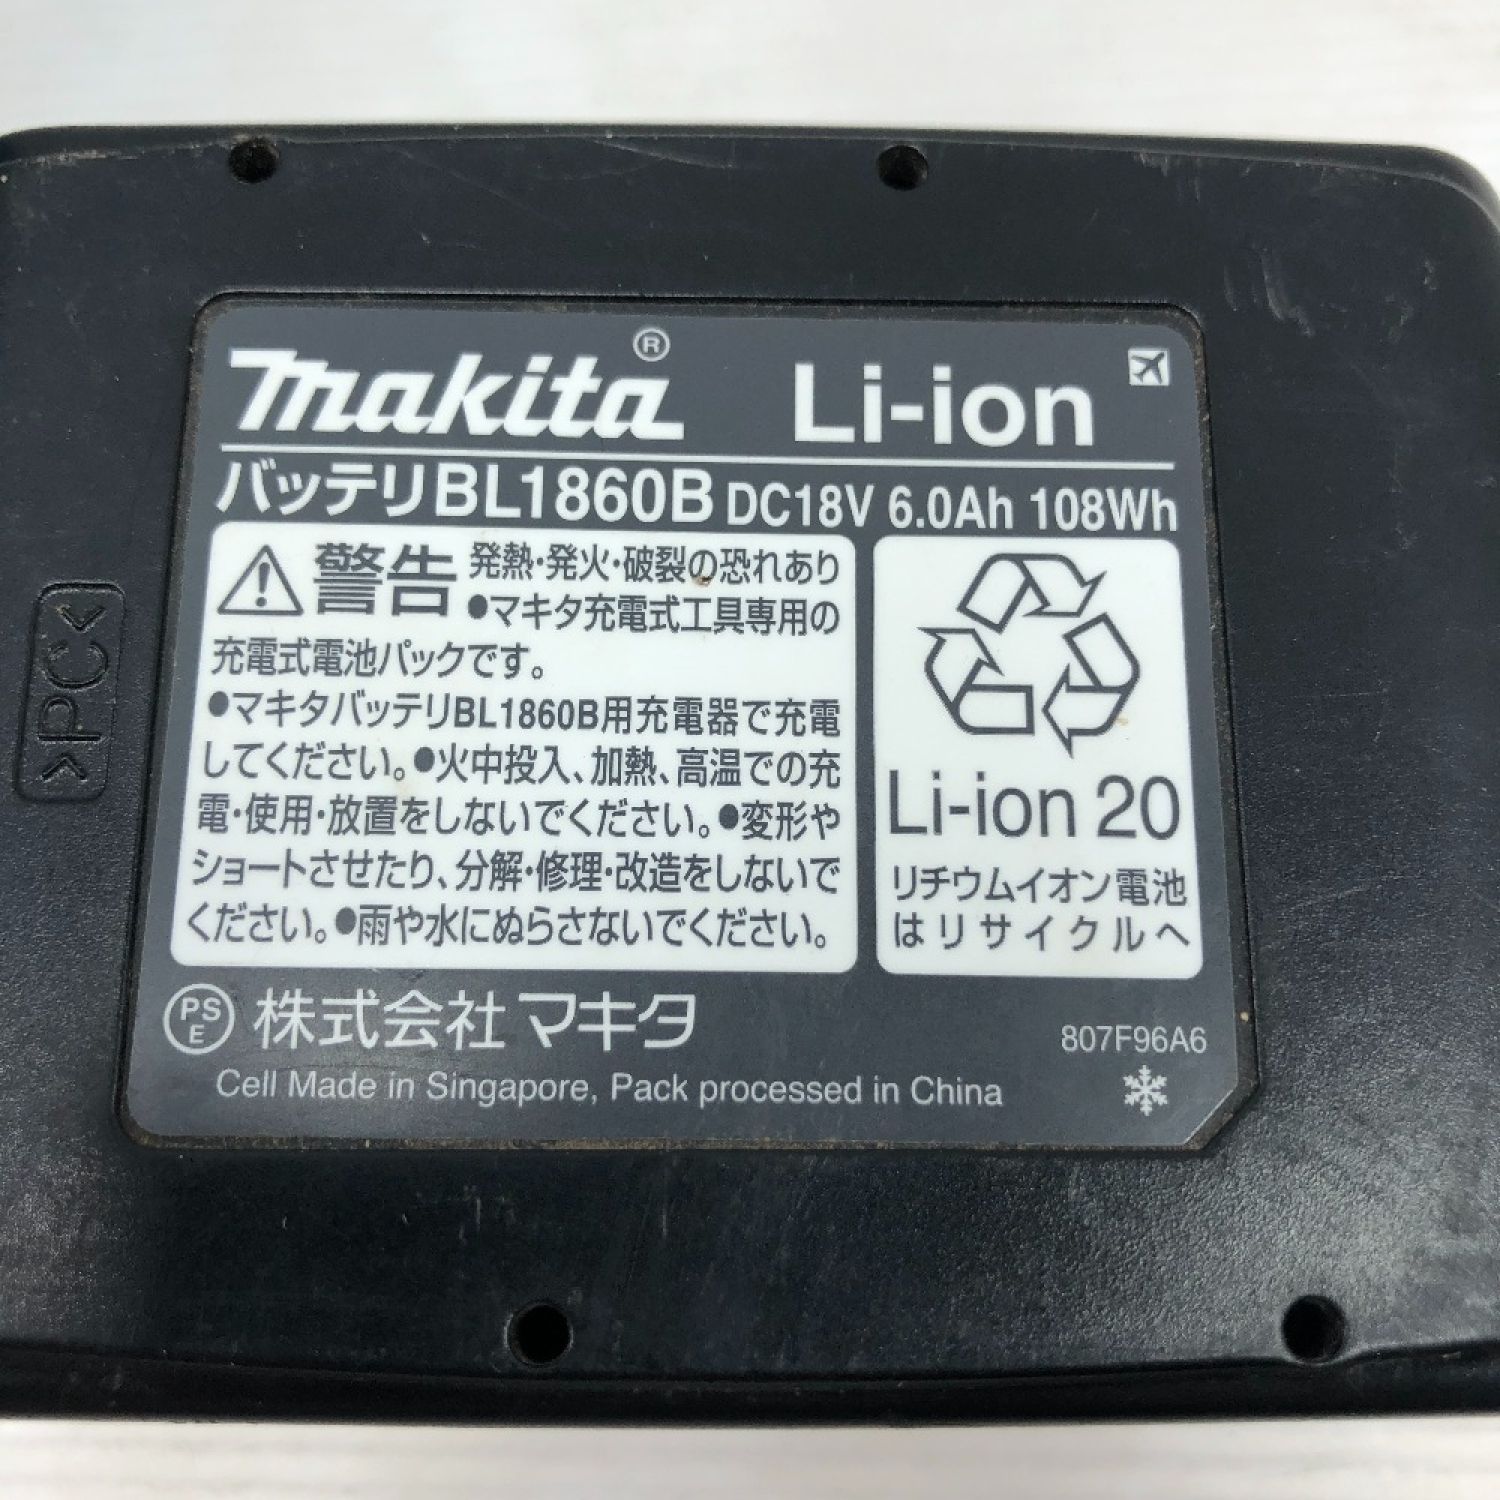 makita® Li-ion
バッテリBL1860B DC18V 6.0Ah 108Wh
警告 発熱・発火・破裂の恐れあり
●マキタ充電式工具専用の
充電式電池パックです。
●マキタバッテリBL1860B用充電器で充電
してください。●火中投入、加熱、高温での充
電・使用・放置をしないでください。●変形や
ショートさせたり、分解・修理・改造をしないで
ください。●雨や水にぬらさないでください。
Li-ion 20
リチウムイオン電池
はリサイクルへ
PS
E
株式会社マキタ
807F96A6
Cell Made in Singapore, Pack processed in China
>PC<